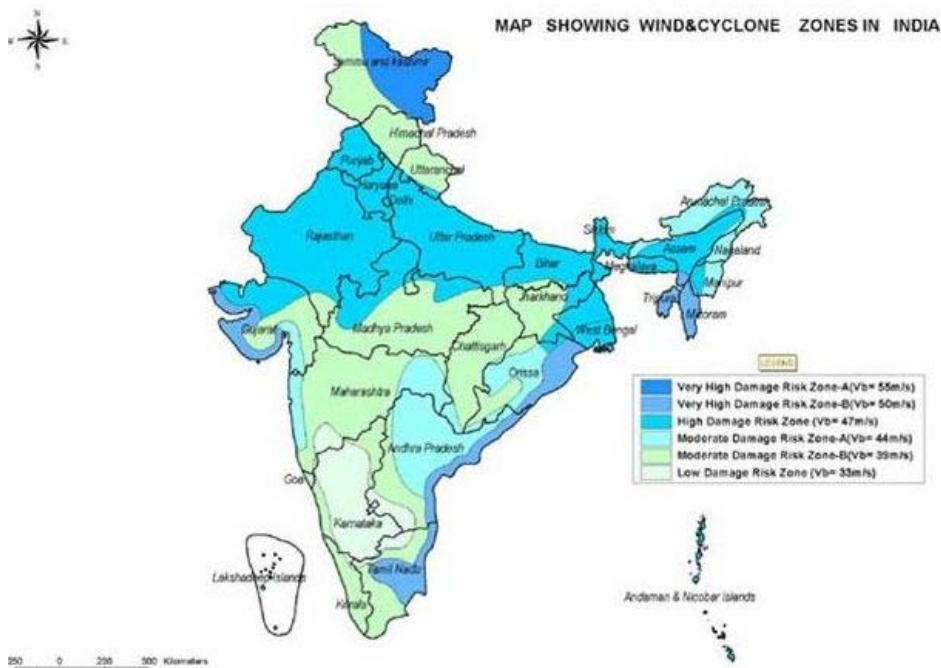 MAP SHOWING WIND&CYCLONE ZONES IN INDIA
N
E
S
Jammu and kashmir
Himachal Pradesh
Punjab
Uttaranchal
Haryana
Delhi
Rajasthan
Uttar Pradesh
Bihar
Sikkim
Arunachal Pradesh
Assam
Nagaland
Meghalaya
Manipur
Tripura
Mizoram
Gujarat
Madhya Pradesh
Jharkhand
West Bengal
Chattisgarh
Orissa
Maharashtra
Andhra Pradesh
Goa
Karnataka
Tamil Nadu
Kerala
Lakshadeep Islands
Andaman & Nicobar Islands
LEGEND
Very High Damage Risk Zone-A(Vb= 55m/s)
Very High Damage Risk Zone-B(Vb= 50m/s)
High Damage Risk Zone (Vb= 47m/s)
Moderate Damage Risk Zone-A(Vb= 44m/s)
Moderate Damage Risk Zone-B(Vb= 39m/s)
Low Damage Risk Zone (Vb= 33m/s)
250 0 250 500 Kilometers